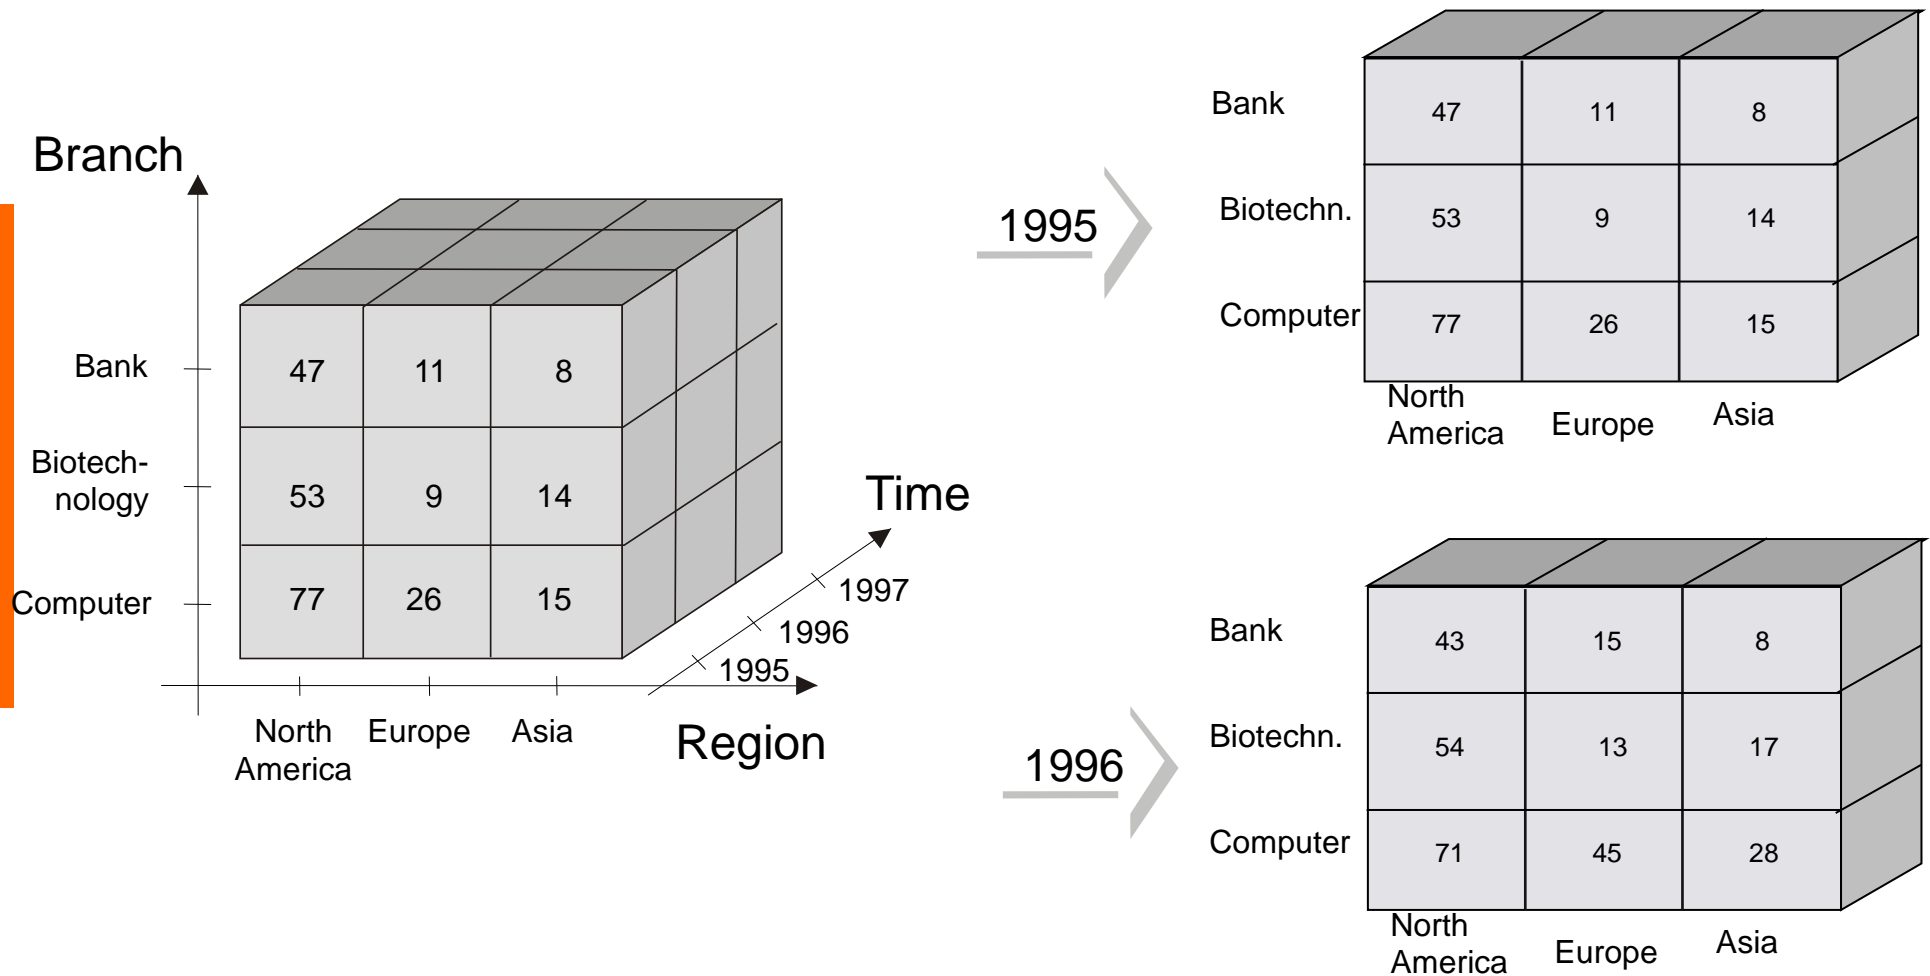 Branch
Bank
Biotech-
nology
Computer
47 11 8
53 9 14
77 26 15
North
America
Europe
Asia
Region
Time
1997
1996
1995
1995
Bank
47 11 8
Biotechn.
53 9 14
Computer
77 26 15
North
America
Europe
Asia
1996
Bank
43 15 8
Biotechn.
54 13 17
Computer
71 45 28
North
America
Europe
Asia